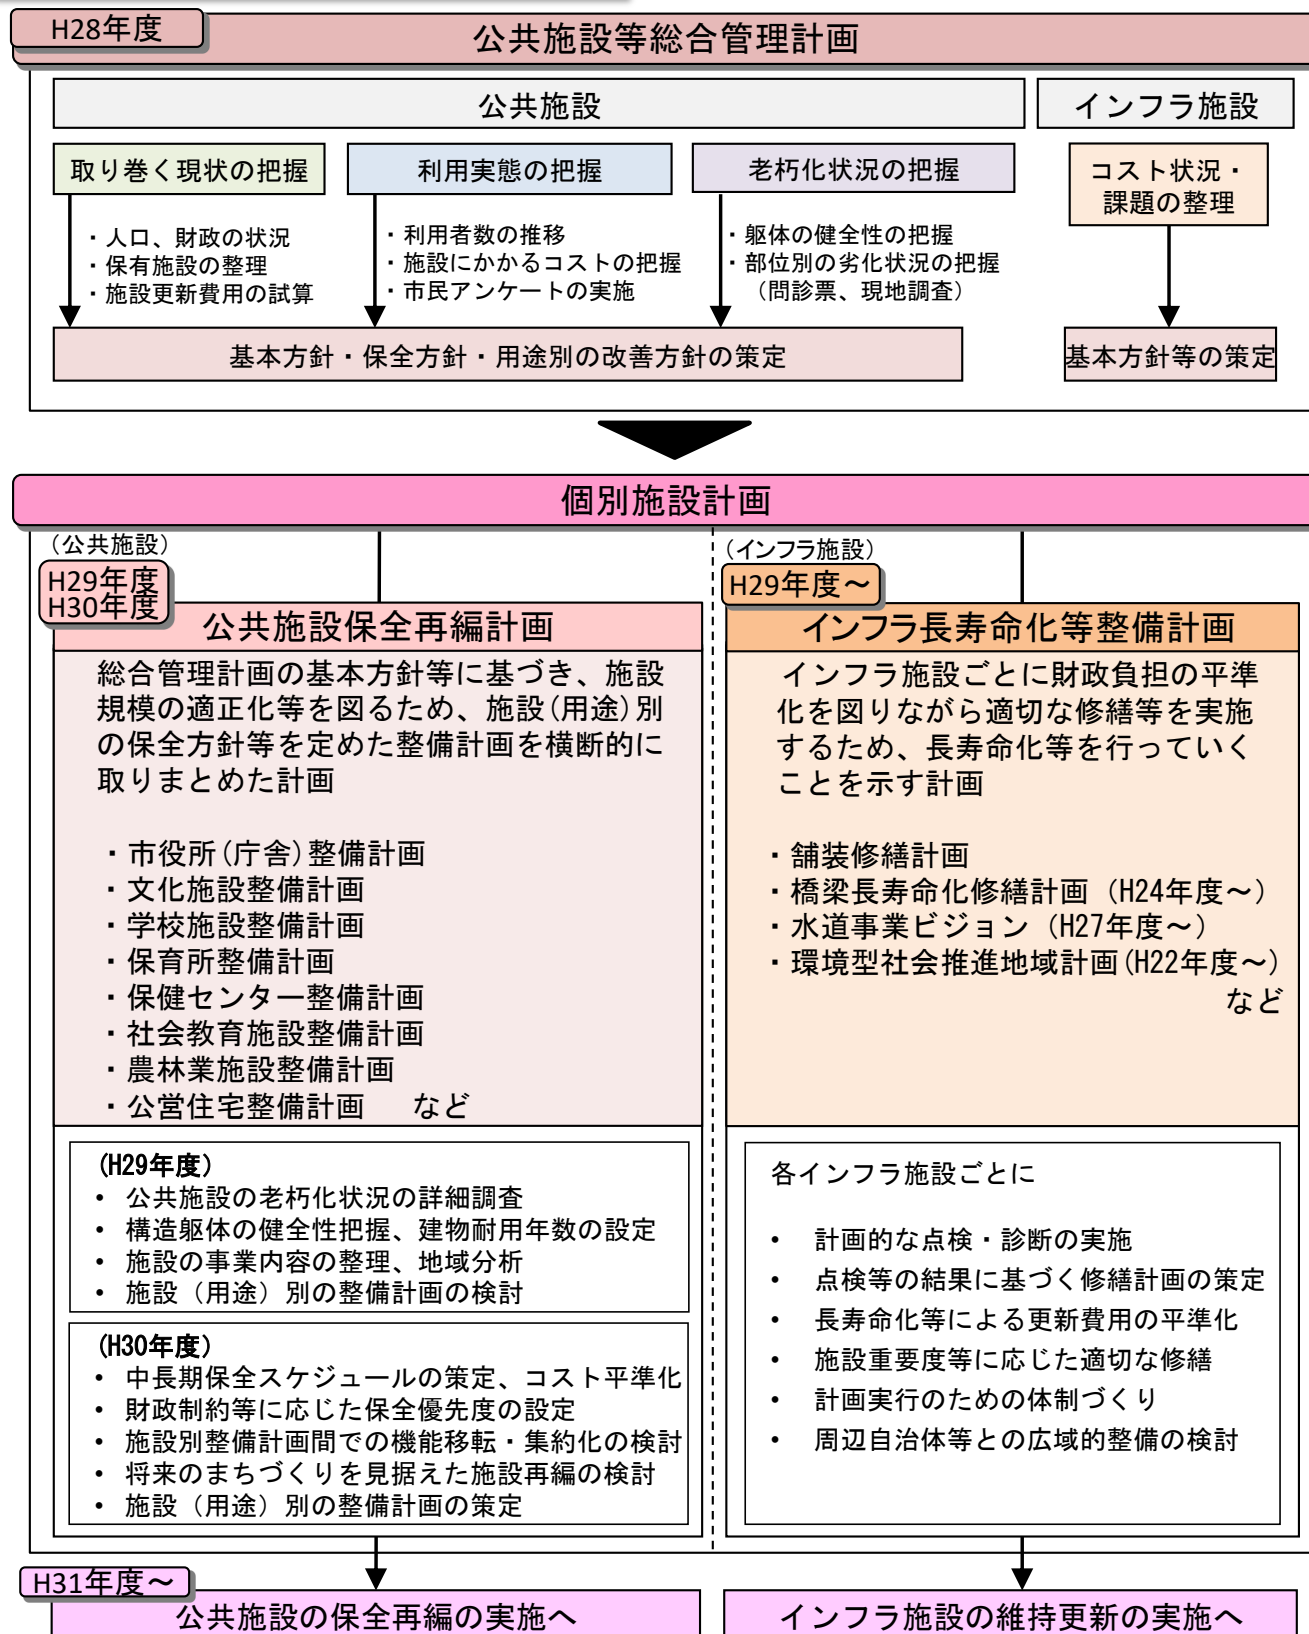 H28年度
公共施設等総合管理計画
公共施設
インフラ施設
取り巻く現状の把握
利用実態の把握
老朽化状況の把握
コスト状況・
課題の整理
・人口、財政の状況
・保有施設の整理
・施設更新費用の試算
・利用者数の推移
・施設にかかるコストの把握
・市民アンケートの実施
・躯体の健全性の把握
・部位別の劣化状況の把握
（問診票、現地調査）
基本方針・保全方針・用途別の改善方針の策定
基本方針等の策定
個別施設計画
（公共施設）
H29年度
H30年度
公共施設保全再編計画
総合管理計画の基本方針等に基づき、施設
規模の適正化等を図るため、施設(用途)別
の保全方針等を定めた整備計画を横断的に
取りまとめた計画
・市役所(庁舎)整備計画
・文化施設整備計画
・学校施設整備計画
・保育所整備計画
・保健センター整備計画
・社会教育施設整備計画
・農林業施設整備計画
・公営住宅整備計画　など
(H29年度)
• 公共施設の老朽化状況の詳細調査
• 構造躯体の健全性把握、建物耐用年数の設定
• 施設の事業内容の整理、地域分析
• 施設（用途）別の整備計画の検討
(H30年度)
• 中長期保全スケジュールの策定、コスト平準化
• 財政制約等に応じた保全優先度の設定
• 施設別整備計画間での機能移転・集約化の検討
• 将来のまちづくりを見据えた施設再編の検討
• 施設（用途）別の整備計画の策定
（インフラ施設）
H29年度～
インフラ長寿命化等整備計画
インフラ施設ごとに財政負担の平準
化を図りながら適切な修繕等を実施
するため、長寿命化等を行っていく
ことを示す計画
・舗装修繕計画
・橋梁長寿命化修繕計画（H24年度～）
・水道事業ビジョン（H27年度～）
・環境型社会推進地域計画(H22年度～)
など
各インフラ施設ごとに
• 計画的な点検・診断の実施
• 点検等の結果に基づく修繕計画の策定
• 長寿命化等による更新費用の平準化
• 施設重要度等に応じた適切な修繕
• 計画実行のための体制づくり
• 周辺自治体等との広域的整備の検討
H31年度～
公共施設の保全再編の実施へ
インフラ施設の維持更新の実施へ